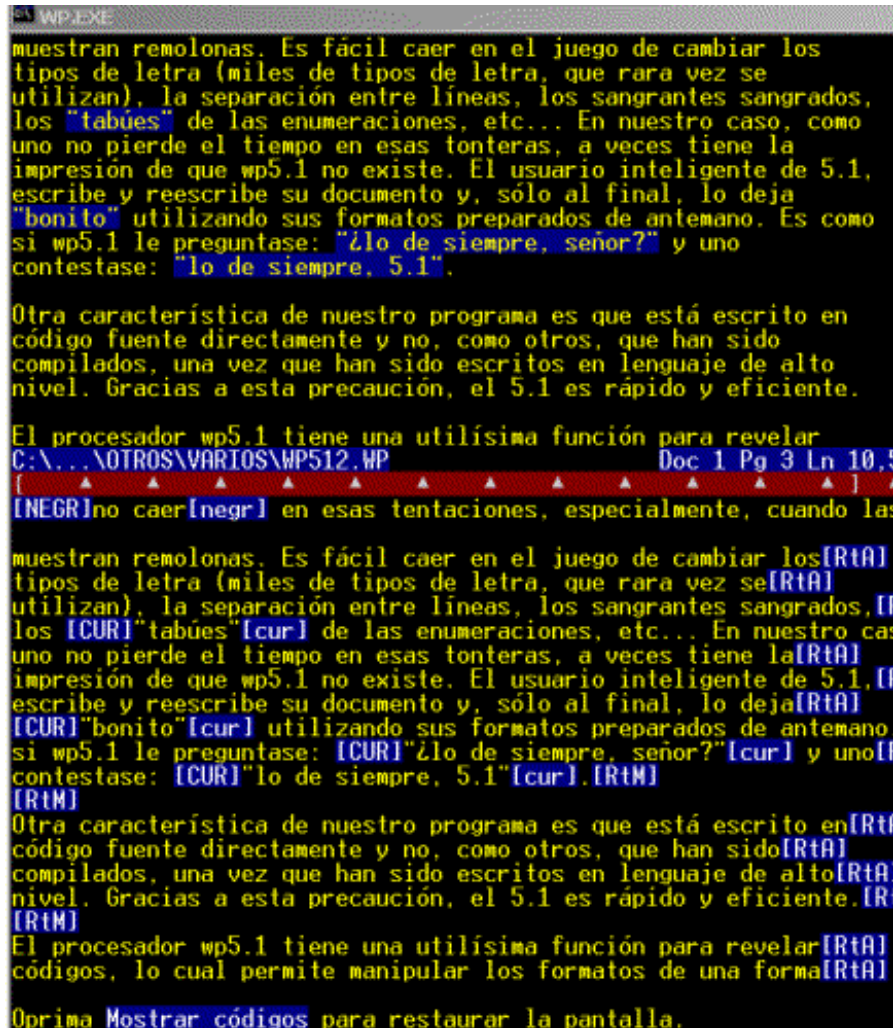 WP.EXE
muestran remolonas. Es fácil caer en el juego de cambiar los
tipos de letra (miles de tipos de letra, que rara vez se
utilizan), la separación entre líneas, los sangrantes sangrados,
los "tabúes" de las enumeraciones, etc... En nuestro caso, como
uno no pierde el tiempo en esas tonteras, a veces tiene la
impresión de que wp5.1 no existe. El usuario inteligente de 5.1,
escribe y reescribe su documento y, sólo al final, lo deja
"bonito" utilizando sus formatos preparados de antemano. Es como
si wp5.1 le preguntase: "¿lo de siempre, señor?" y uno
contestase: "lo de siempre, 5.1".
Otra característica de nuestro programa es que está escrito en
código fuente directamente y no, como otros, que han sido
compilados, una vez que han sido escritos en lenguaje de alto
nivel. Gracias a esta precaución, el 5.1 es rápido y eficiente.
El procesador wp5.1 tiene una utilísima función para revelar
C:\...\OTROS\VARIOS\WP512.WP Doc 1 Pg 3 Ln 10,5
[NEGR]no caer[negr] en esas tentaciones, especialmente, cuando las
muestran remolonas. Es fácil caer en el juego de cambiar los[RtA]
tipos de letra (miles de tipos de letra, que rara vez se[RtA]
utilizan), la separación entre líneas, los sangrantes sangrados,[R
los [CUR]"tabúes"[cur] de las enumeraciones, etc... En nuestro cas
uno no pierde el tiempo en esas tonteras, a veces tiene la[RtA]
impresión de que wp5.1 no existe. El usuario inteligente de 5.1,[R
escribe y reescribe su documento y, sólo al final, lo deja[RtA]
[CUR]"bonito"[cur] utilizando sus formatos preparados de antemano
si wp5.1 le preguntase: [CUR]"¿lo de siempre, señor?"[cur] y uno[R
contestase: [CUR]"lo de siempre, 5.1"[cur].[RtM]
[RtM]
Otra característica de nuestro programa es que está escrito en[RtA
código fuente directamente y no, como otros, que han sido[RtA]
compilados, una vez que han sido escritos en lenguaje de alto[RtA]
nivel. Gracias a esta precaución, el 5.1 es rápido y eficiente.[Rt
[RtM]
El procesador wp5.1 tiene una utilísima función para revelar[RtA]
códigos, lo cual permite manipular los formatos de una forma[RtA]
Oprima Mostrar códigos para restaurar la pantalla.